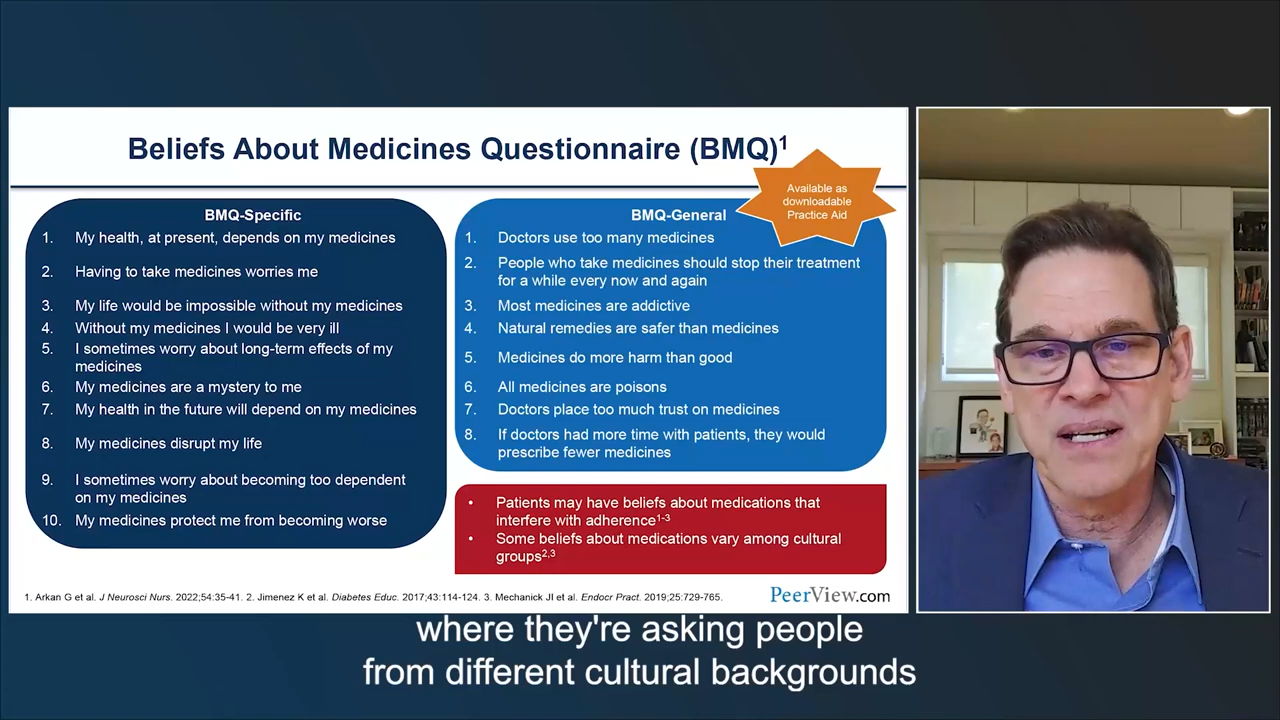 Beliefs About Medicines Questionnaire (BMQ)1
Available as
downloadable
Practice Aid
BMQ-Specific
1. My health, at present, depends on my medicines
2. Having to take medicines worries me
3. My life would be impossible without my medicines
4. Without my medicines I would be very ill
5. I sometimes worry about long-term effects of my
medicines
6. My medicines are a mystery to me
7. My health in the future will depend on my medicines
8. My medicines disrupt my life
9. I sometimes worry about becoming too dependent
on my medicines
10. My medicines protect me from becoming worse
BMQ-General
1. Doctors use too many medicines
2. People who take medicines should stop their treatment
for a while every now and again
3. Most medicines are addictive
4. Natural remedies are safer than medicines
5. Medicines do more harm than good
6. All medicines are poisons
7. Doctors place too much trust on medicines
8. If doctors had more time with patients, they would
prescribe fewer medicines
• Patients may have beliefs about medications that
interfere with adherence1-3
• Some beliefs about medications vary among cultural
groups2,3
1. Arkan G et al. J Neurosci Nurs. 2022;54:35-41. 2. Jimenez K et al. Diabetes Educ. 2017;43:114-124. 3. Mechanick JI et al. Endocr Pract. 2019;25:729-765.
PeerView.com
where they're asking people
from different cultural backgrounds